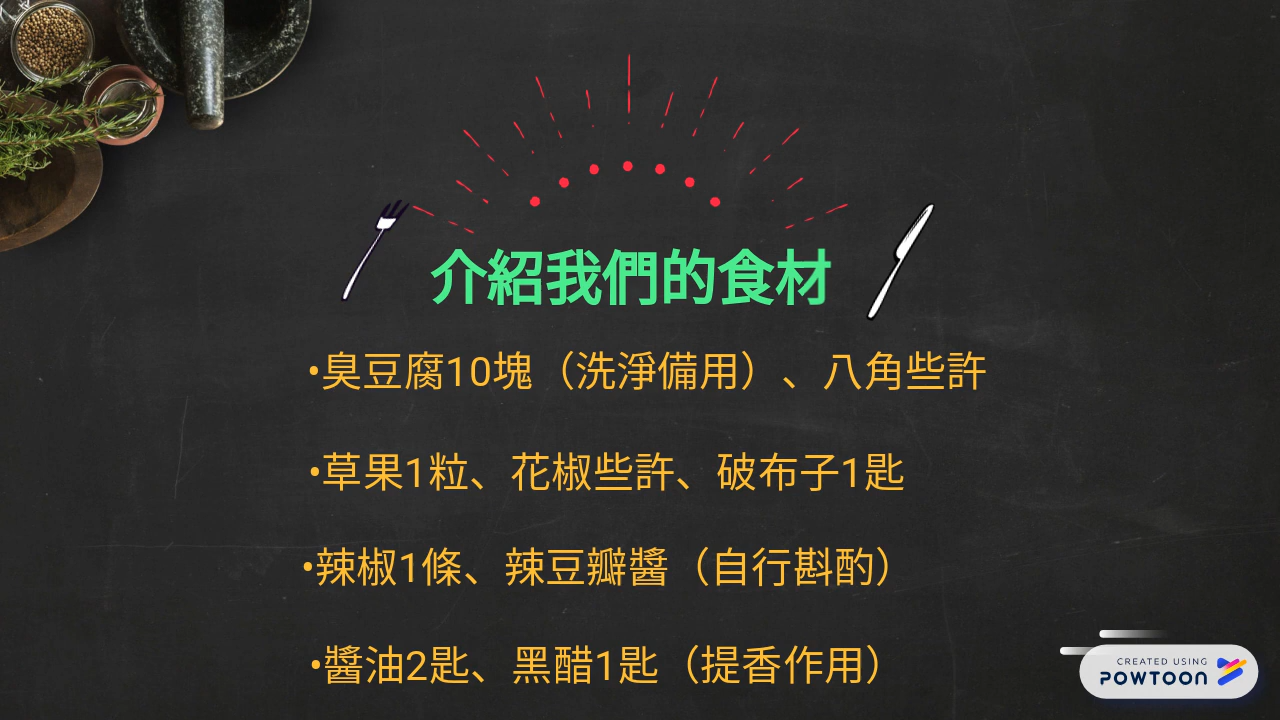 介紹我們的食材
•臭豆腐10塊（洗淨備用）、八角些許
•草果1粒、花椒些許、破布子1匙
•辣椒1條、辣豆瓣醬（自行斟酌）
•醬油2匙、黑醋1匙（提香作用）
CREATED USING
POWTOON